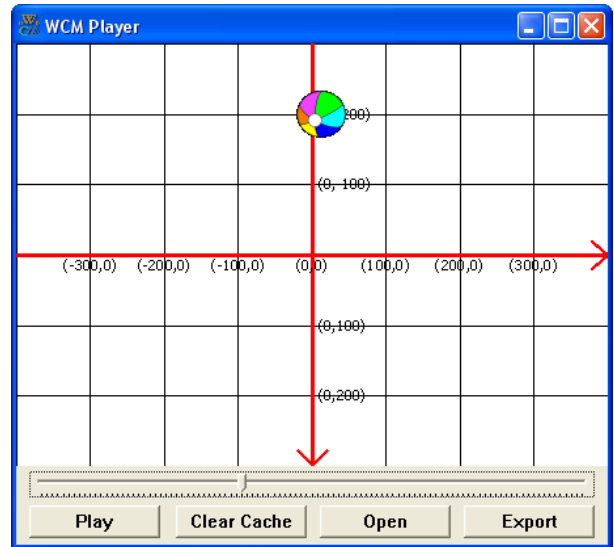 WCM Player
200)
(0,-100)
(-300,0) (-200,0) (-100,0) (0,0) (100,0) (200,0) (300,0)
(0,100)
(0,200)
Play Clear Cache Open Export